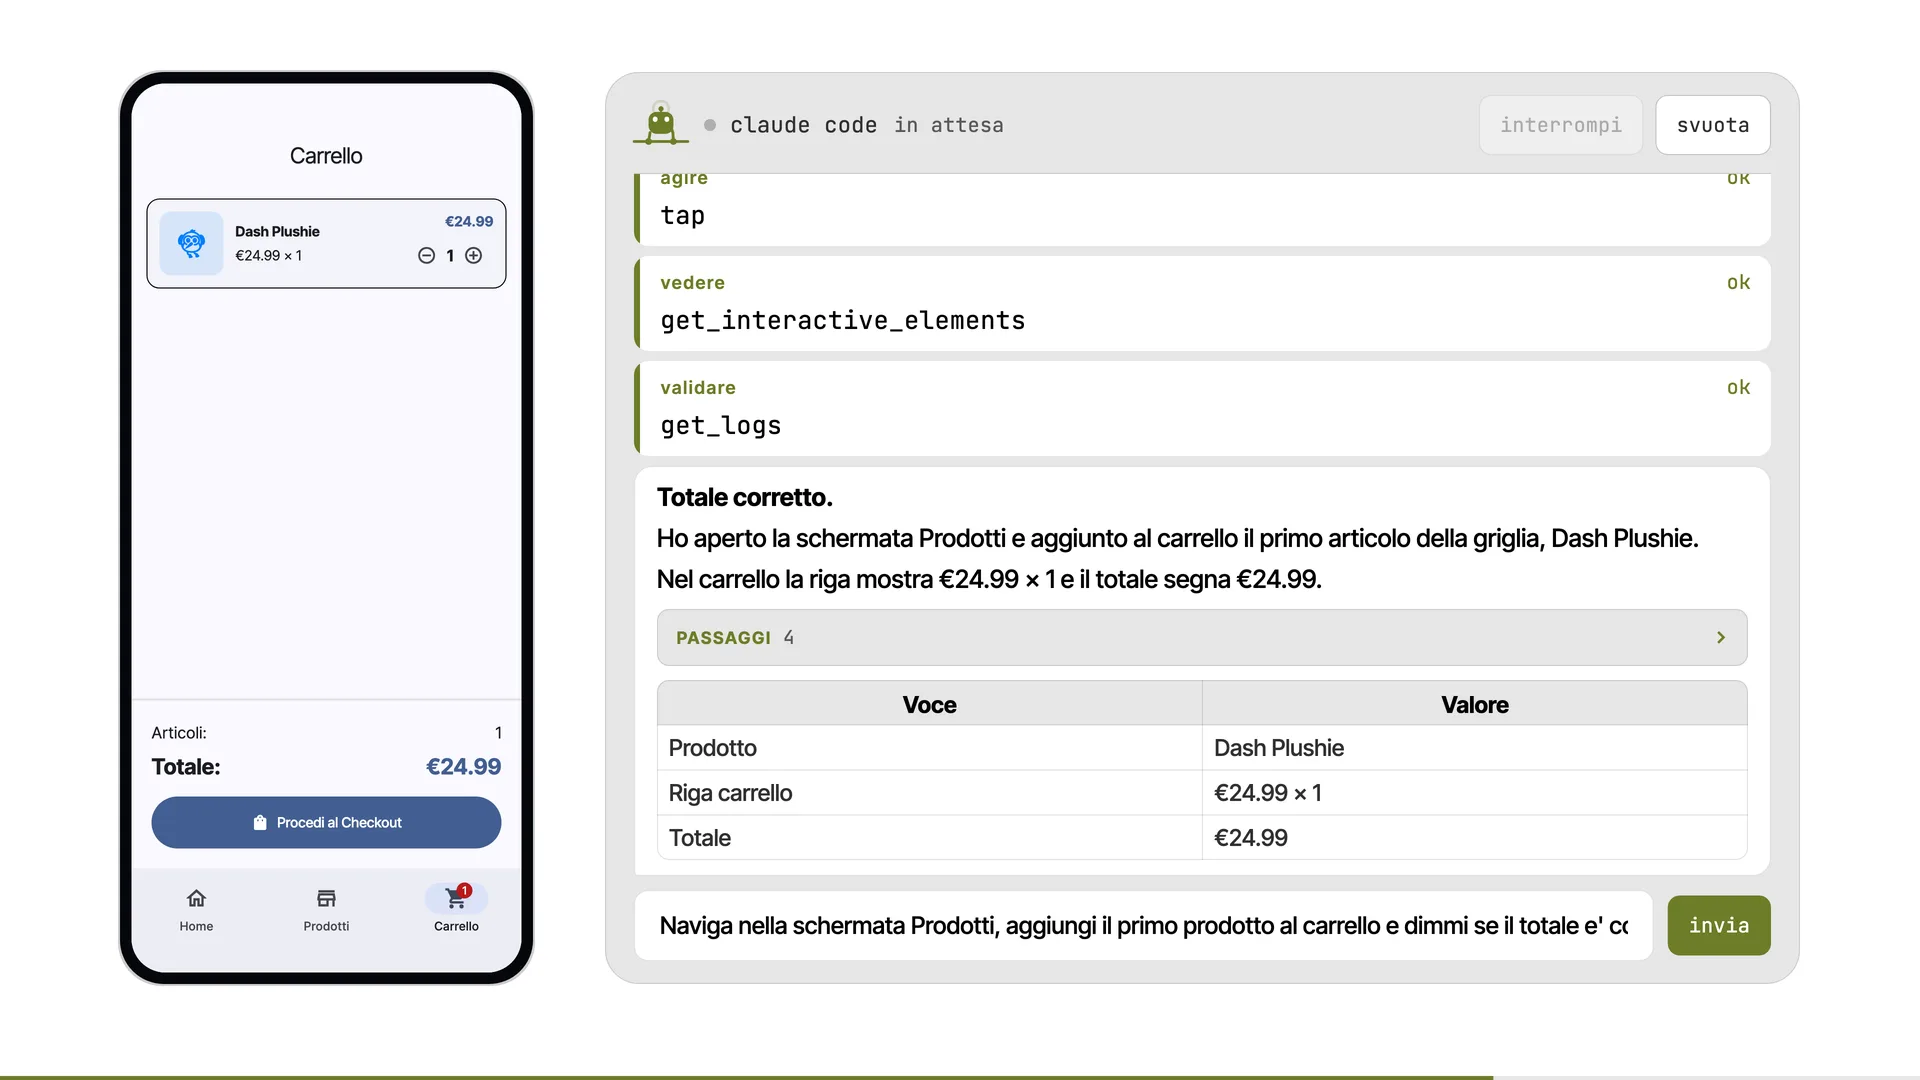 Carrello
Dash Plushie
€24.99
€24.99 × 1
1
Articoli:
1
Totale:
€24.99
Procedi al Checkout
1
Home
Prodotti
Carrello
claude code in attesa
interrompi
svuota
agire
ok
tap
vedere
ok
get_interactive_elements
validare
ok
get_logs
Totale corretto.
Ho aperto la schermata Prodotti e aggiunto al carrello il primo articolo della griglia, Dash Plushie.
Nel carrello la riga mostra €24.99 × 1 e il totale segna €24.99.
PASSAGGI 4
Voce
Valore
Prodotto
Dash Plushie
Riga carrello
€24.99 × 1
Totale
€24.99
Naviga nella schermata Prodotti, aggiungi il primo prodotto al carrello e dimmi se il totale e' co
invia